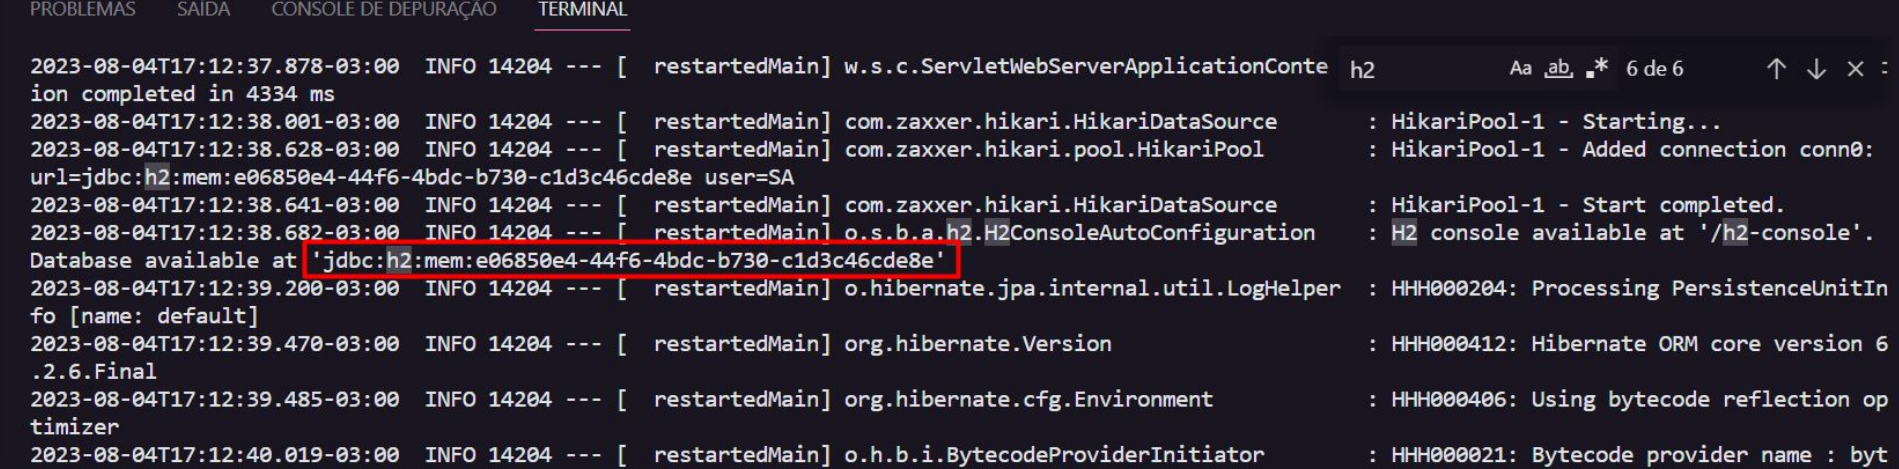 PROBLEMAS SAÍDA CONSOLE DE DEPURAÇÃO TERMINAL
h2 Aa ab 6 de 6
2023-08-04T17:12:37.878-03:00  INFO 14204 --- [  restartedMain] w.s.c.ServletWebServerApplicationConte
ion completed in 4334 ms
2023-08-04T17:12:38.001-03:00  INFO 14204 --- [  restartedMain] com.zaxxer.hikari.HikariDataSource       : HikariPool-1 - Starting...
2023-08-04T17:12:38.628-03:00  INFO 14204 --- [  restartedMain] com.zaxxer.hikari.pool.HikariPool        : HikariPool-1 - Added connection conn0:
url=jdbc:h2:mem:e06850e4-44f6-4bdc-b730-c1d3c46cde8e user=SA
2023-08-04T17:12:38.641-03:00  INFO 14204 --- [  restartedMain] com.zaxxer.hikari.HikariDataSource       : HikariPool-1 - Start completed.
2023-08-04T17:12:38.682-03:00  INFO 14204 --- [  restartedMain] o.s.b.a.h2.H2ConsoleAutoConfiguration    : H2 console available at '/h2-console'.
Database available at 'jdbc:h2:mem:e06850e4-44f6-4bdc-b730-c1d3c46cde8e'
2023-08-04T17:12:39.200-03:00  INFO 14204 --- [  restartedMain] o.hibernate.jpa.internal.util.LogHelper  : HHH000204: Processing PersistenceUnitIn
fo [name: default]
2023-08-04T17:12:39.470-03:00  INFO 14204 --- [  restartedMain] org.hibernate.Version                    : HHH000412: Hibernate ORM core version 6
.2.6.Final
2023-08-04T17:12:39.485-03:00  INFO 14204 --- [  restartedMain] org.hibernate.cfg.Environment            : HHH000406: Using bytecode reflection op
timizer
2023-08-04T17:12:40.019-03:00  INFO 14204 --- [  restartedMain] o.h.b.i.BytecodeProviderInitiator        : HHH000021: Bytecode provider name : byt